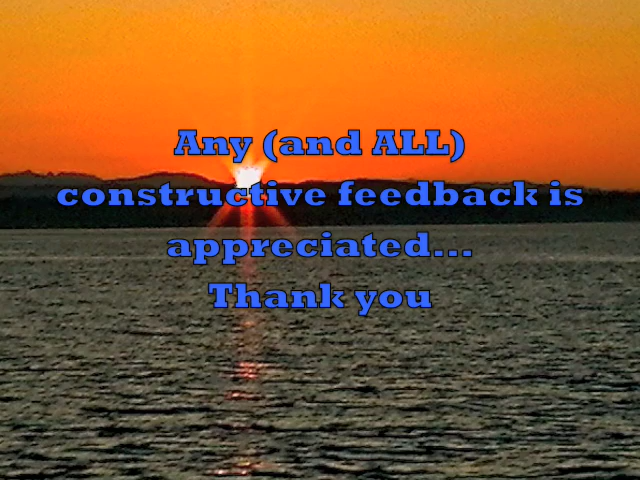 Any (and ALL)
constructive feedback is
appreciated...
Thank you